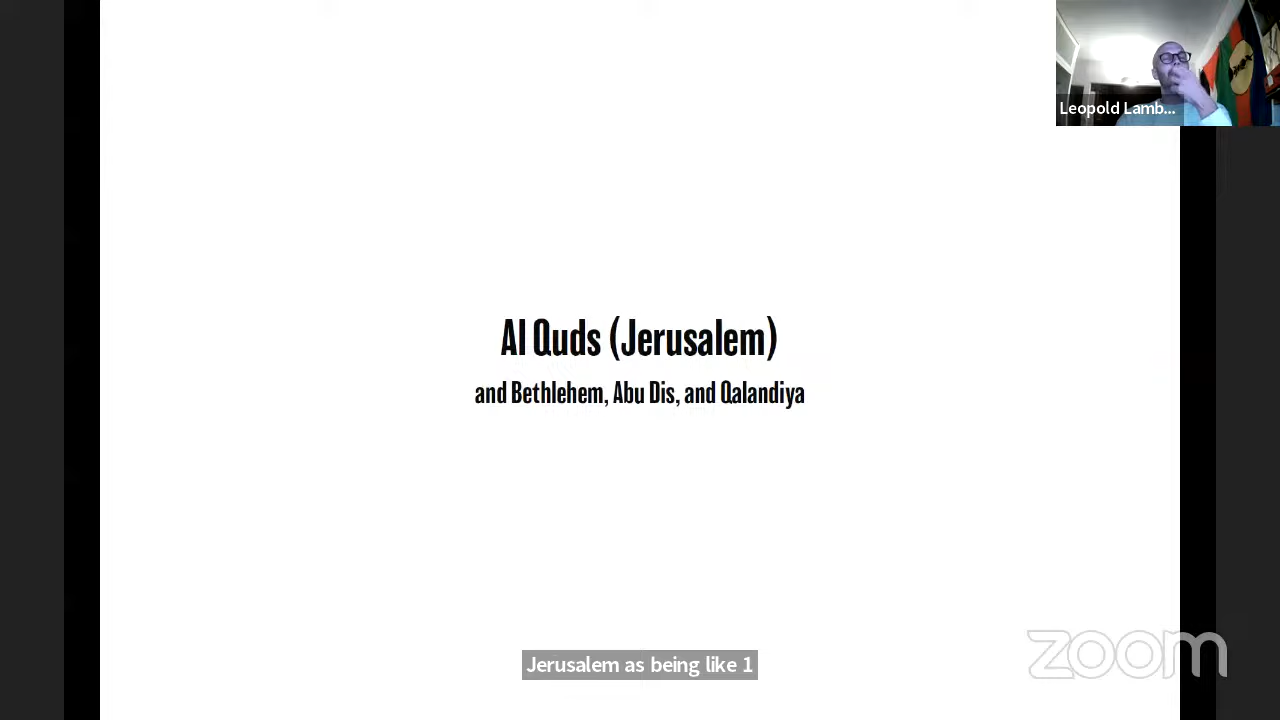 Leopold Lamb...
Al Quds (Jerusalem)
and Bethlehem, Abu Dis, and Qalandiya
Jerusalem as being like 1
zoom